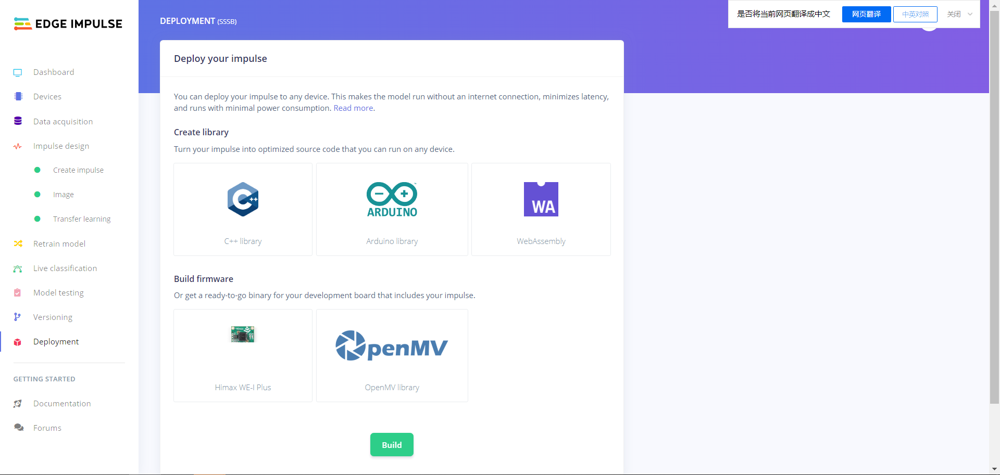 EDGE IMPULSE
Dashboard
Devices
Data acquisition
Impulse design
Create impulse
Image
Transfer learning
Retrain model
Live classification
Model testing
Versioning
Deployment
GETTING STARTED
Documentation
Forums
DEPLOYMENT (SSSB)
是否将当前网页翻译成中文 网页翻译 中英对照 关闭
Deploy your impulse
You can deploy your impulse to any device. This makes the model run without an internet connection, minimizes latency,
and runs with minimal power consumption. Read more.
Create library
Turn your impulse into optimized source code that you can run on any device.
C++
ARDUINO
WA
C++ library
Arduino library
WebAssembly
Build firmware
Or get a ready-to-go binary for your development board that includes your impulse.
Himax
OpenMV
Himax WE-I Plus
OpenMV library
Build